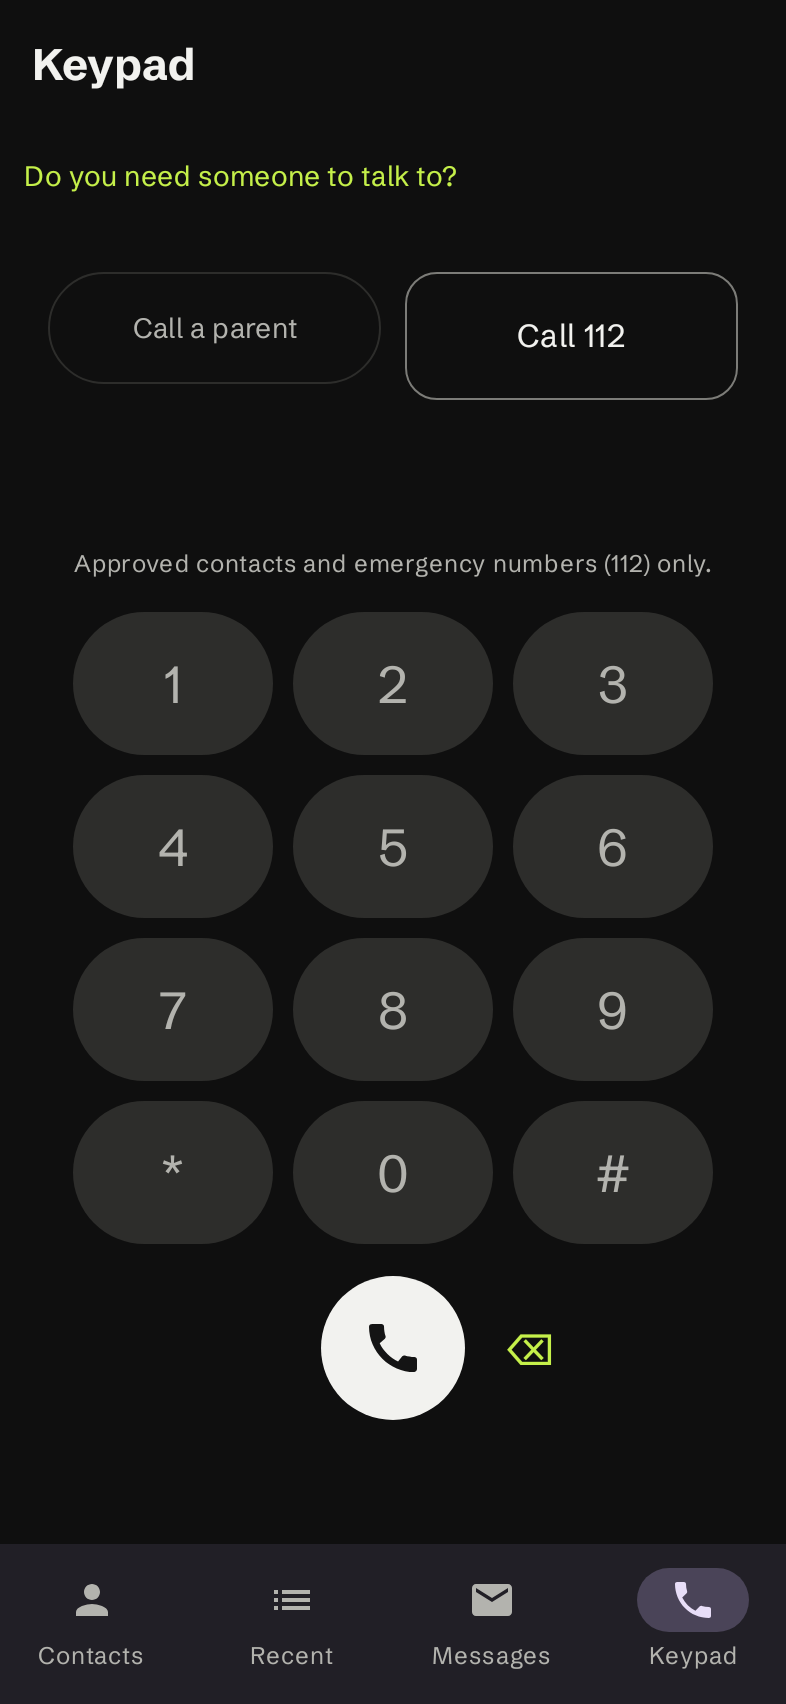 Keypad
Do you need someone to talk to?
Call a parent
Call 112
Approved contacts and emergency numbers (112) only.
1 2 3
4 5 6
7 8 9
* 0 #
Contacts Recent Messages Keypad